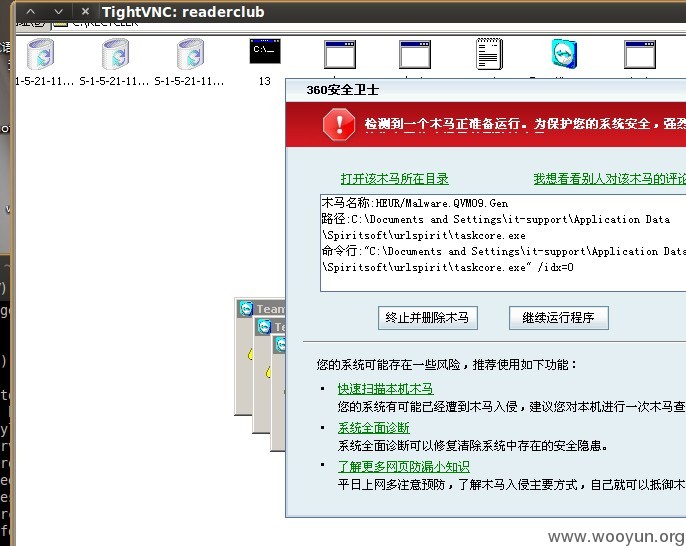 TightVNC: readerclub
C:\RECYCLER
1-5-21-11... S-1-5-21-11... S-1-5-21-11... 13
360安全卫士
检测到一个木马正准备运行。为保护您的系统安全，强烈
打开该木马所在目录 我想看看别人对该木马的评论
木马名称:HEUR/Malware.QVM09.Gen
路径:C:\Documents and Settings\it-support\Application Data
\Spiritsoft\urlspirit\taskcore.exe
命令行:"C:\Documents and Settings\it-support\Application Data
\Spiritsoft\urlspirit\taskcore.exe" /idx=0
终止并删除木马 继续运行程序
Team
Te
您的系统可能存在一些风险，推荐使用如下功能：
快速扫描本机木马
您的系统有可能已经遭到木马入侵，建议您对本机进行一次木马查
系统全面诊断
系统全面诊断可以修复清除系统中存在的安全隐患。
了解更多网页防漏小知识
平日上网多注意预防，了解木马入侵主要方式，自己就可以抵御木
www.wooyun.org